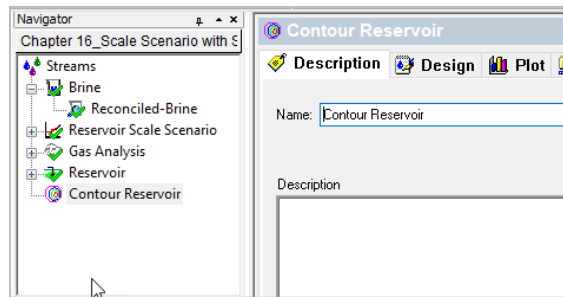 Navigator
Chapter 16_Scale Scenario with S
Streams
Brine
Reconciled-Brine
Reservoir Scale Scenario
Gas Analysis
Reservoir
Contour Reservoir
Contour Reservoir
Description Design Plot
Name: Contour Reservoir
Description